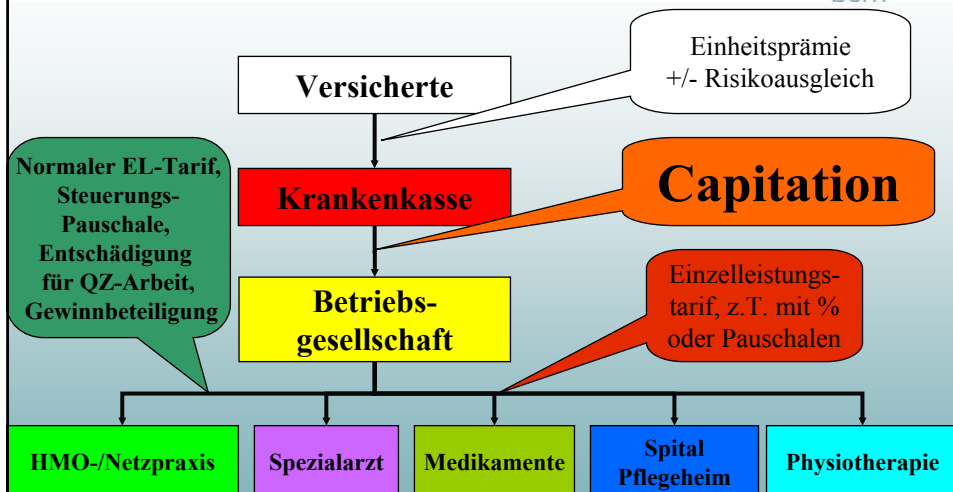 Einheitsprämie
+/- Risikoausgleich
Versicherte
Normaler EL-Tarif,
Steuerungs-
Pauschale,
Entschädigung
für QZ-Arbeit,
Gewinnbeteiligung
Krankenkasse
Capitation
Betriebs-
gesellschaft
Einzelleistungs-
tarif, z.T. mit %
oder Pauschalen
HMO-/Netzpraxis
Spezialarzt
Medikamente
Spital
Pflegeheim
Physiotherapie